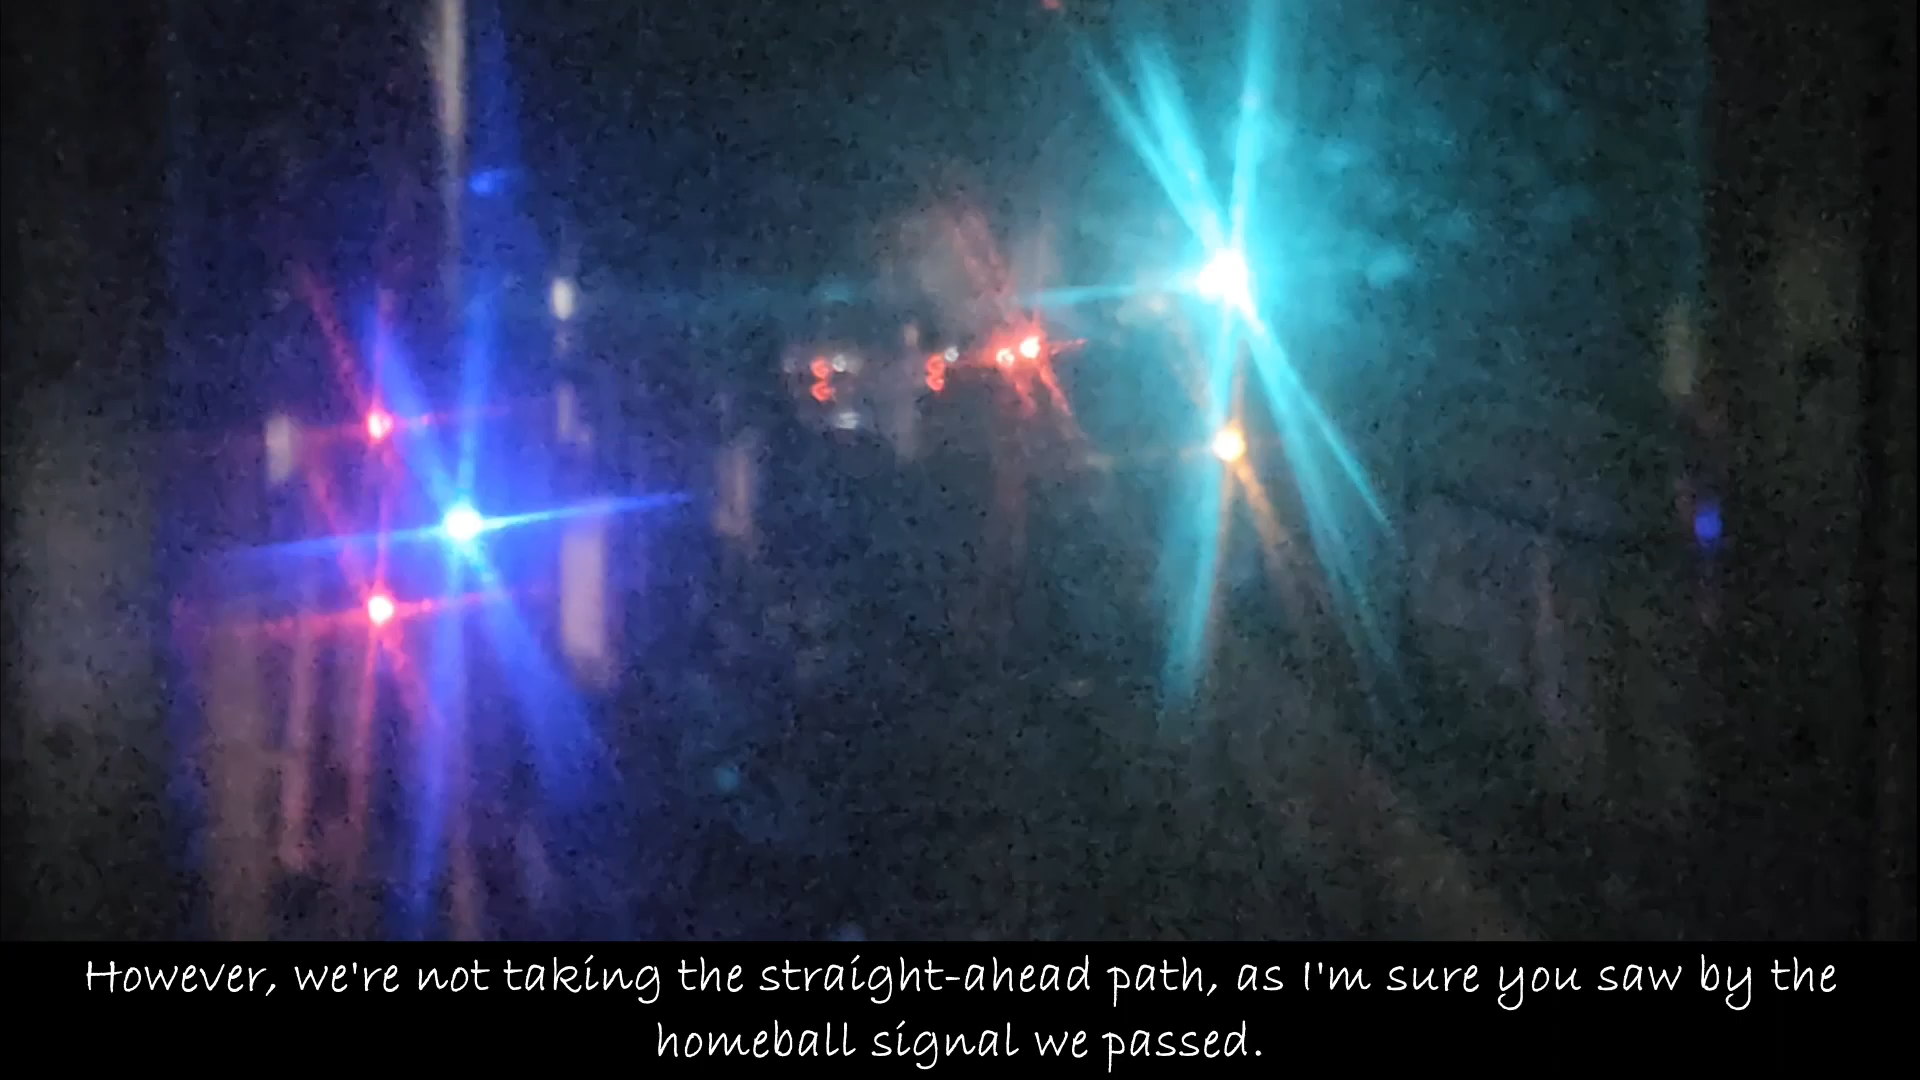 However, we're not taking the straight-ahead path, as I'm sure you saw by the
homeball signal we passed.